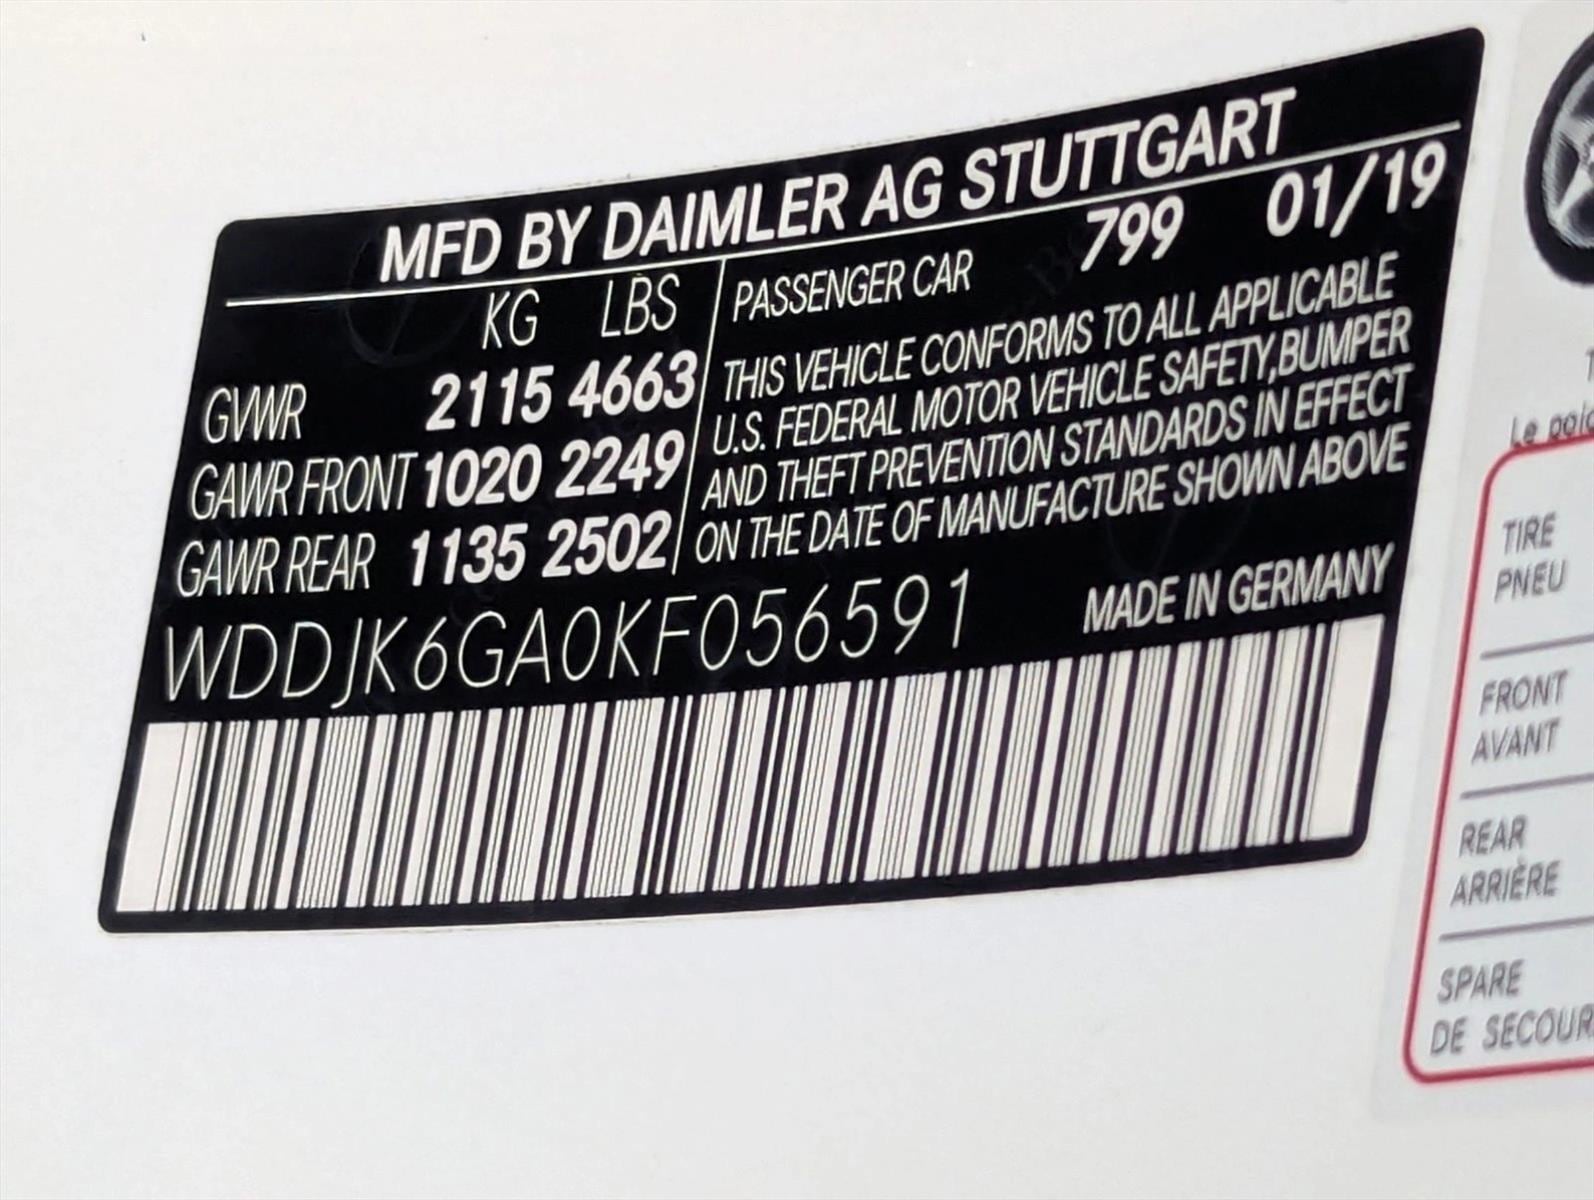 MFD BY DAIMLER AG STUTTGART
KG LBS
GVWR 2115 4663
GAWR FRONT 1020 2249
GAWR REAR 1135 2502
PASSENGER CAR 799 01/19
THIS VEHICLE CONFORMS TO ALL APPLICABLE
U.S. FEDERAL MOTOR VEHICLE SAFETY,BUMPER
AND THEFT PREVENTION STANDARDS IN EFFECT
ON THE DATE OF MANUFACTURE SHOWN ABOVE
WDDJK6GA0KF056591
MADE IN GERMANY
Le
TIRE
PNEU
FRONT
AVANT
REAR
ARRIÈRE
SPARE
DE